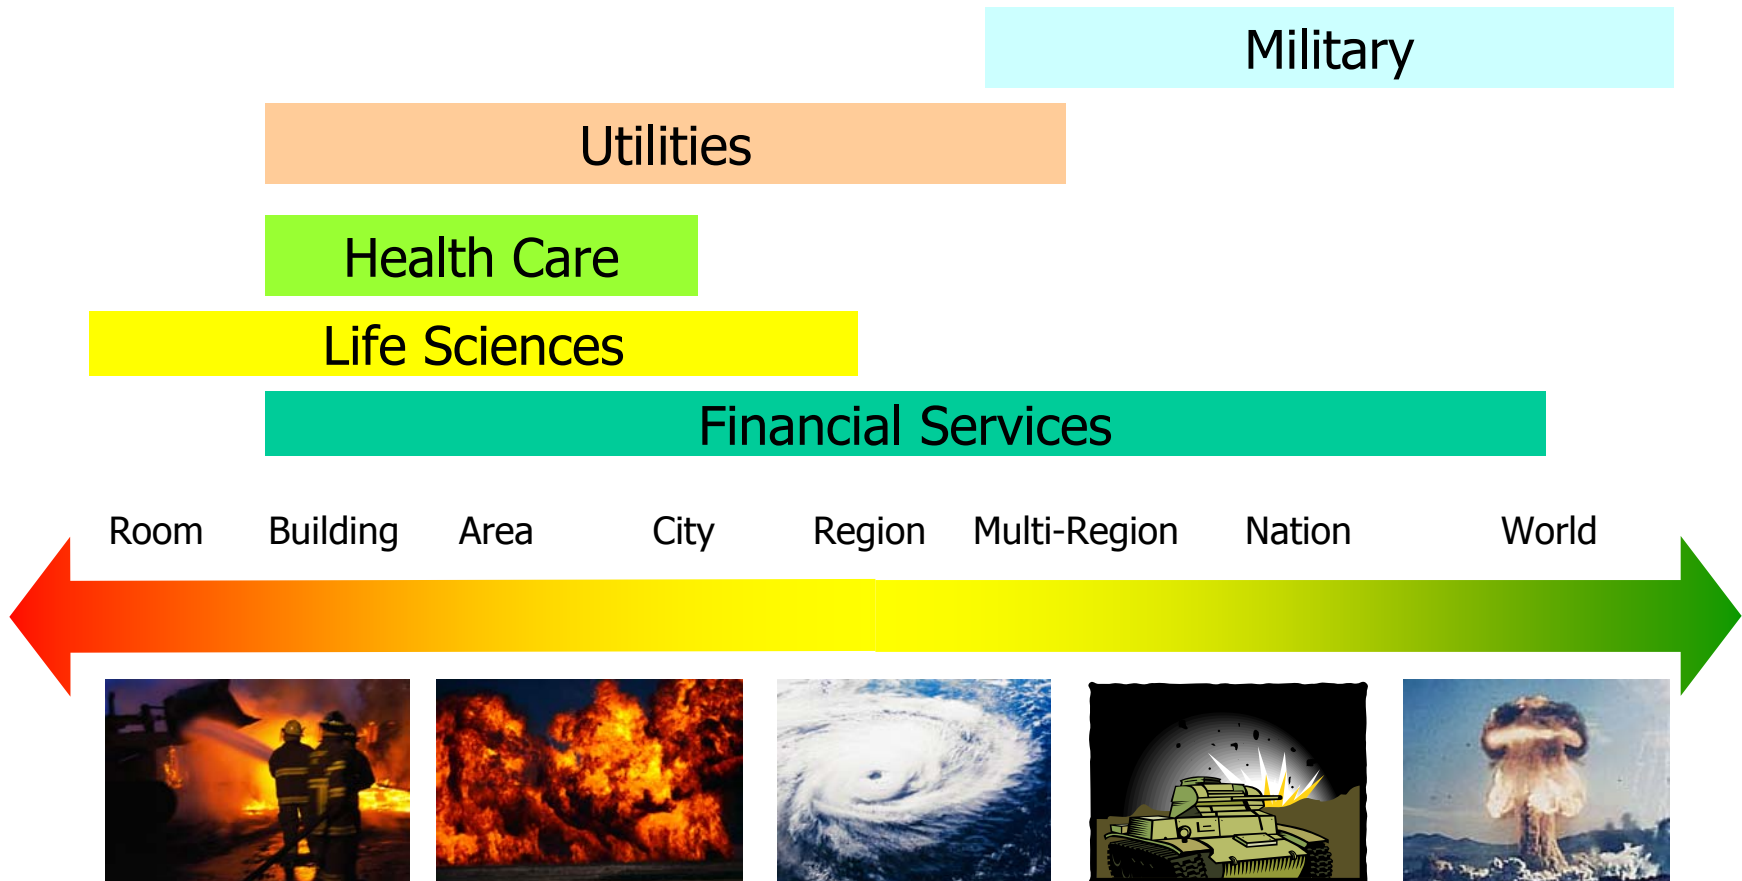 Military
Utilities
Health Care
Life Sciences
Financial Services
Room Building Area City Region Multi-Region Nation World